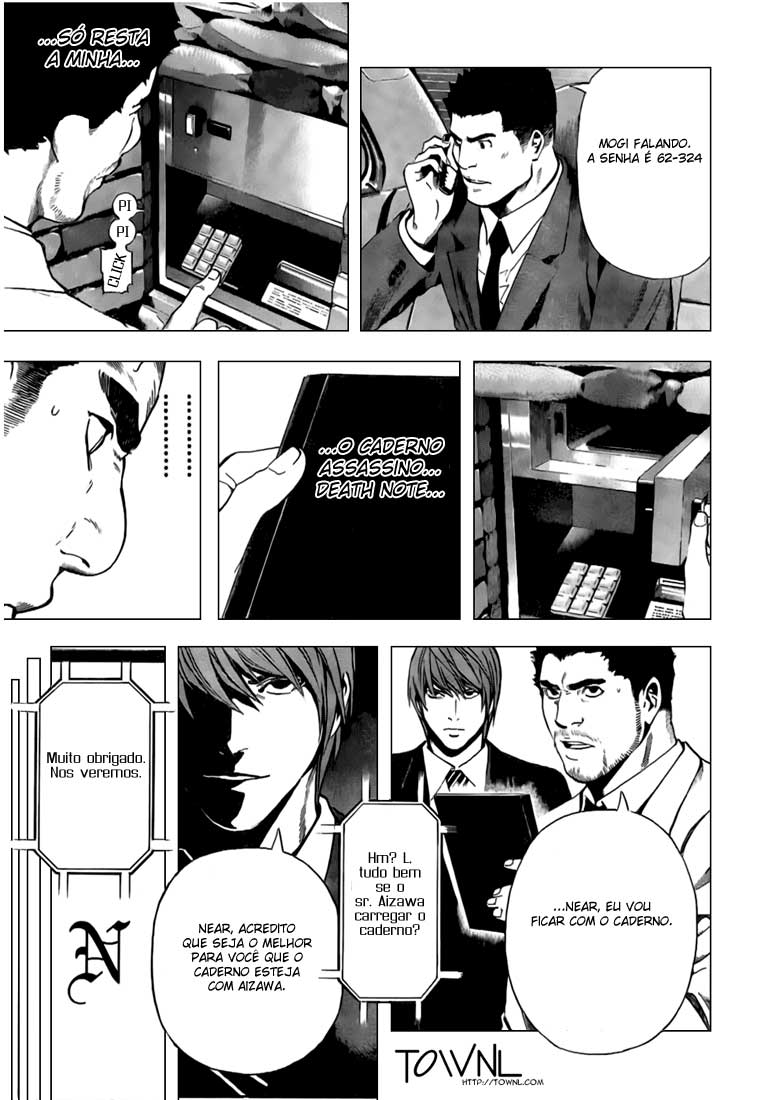 MOGI FALANDO.
A SENHA É 62-324
...SÓ RESTA
A MINHA...
PI
PI
CLICK
...O CADERNO
ASSASSINO...
DEATH NOTE...
...NEAR, EU VOU
FICAR COM O CADERNO.
Hm? L,
tudo bem
se o
sr. Aizawa
carregar o
caderno?
NEAR, ACREDITO
QUE SEJA O MELHOR
PARA VOCÊ QUE O
CADERNO ESTEJA
COM AIZAWA.
Muito obrigado.
Nos veremos.
N
TOWNL
HTTP://TOWNL.COM